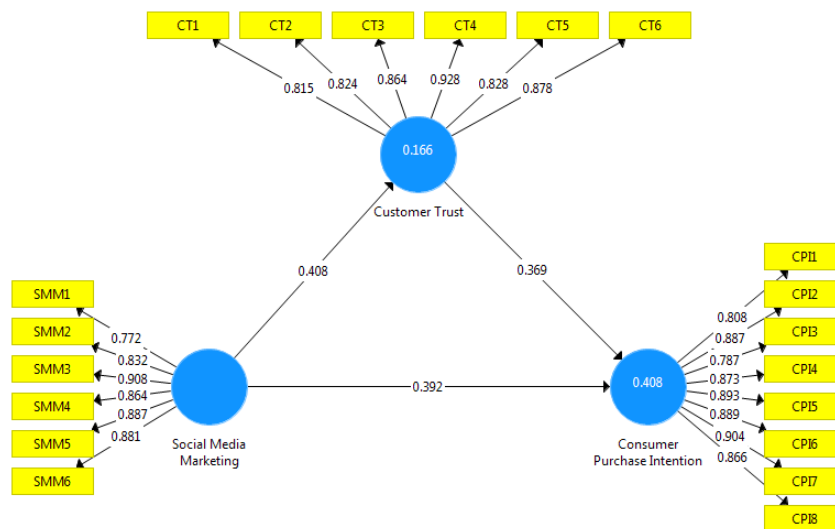 CT1 CT2 CT3 CT4 CT5 CT6
0.815 0.824 0.864 0.928 0.828 0.878
0.166
Customer Trust
0.408 0.369
SMM1
SMM2
SMM3
SMM4
SMM5
SMM6
0.772
0.832
0.908
0.864
0.887
0.881
Social Media
Marketing
0.392
0.408
Consumer
Purchase Intention
0.808
0.887
0.787
0.873
0.893
0.889
0.904
0.866
CPI1
CPI2
CPI3
CPI4
CPI5
CPI6
CPI7
CPI8